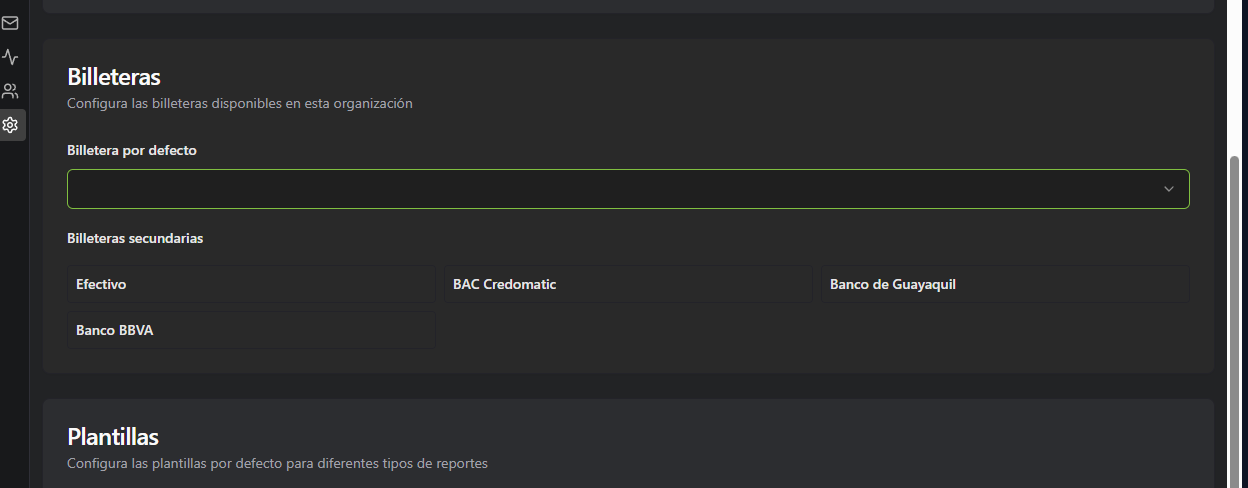 Billeteras
Configura las billeteras disponibles en esta organización
Billetera por defecto
Billeteras secundarias
Efectivo
BAC Credomatic
Banco de Guayaquil
Banco BBVA
Plantillas
Configura las plantillas por defecto para diferentes tipos de reportes